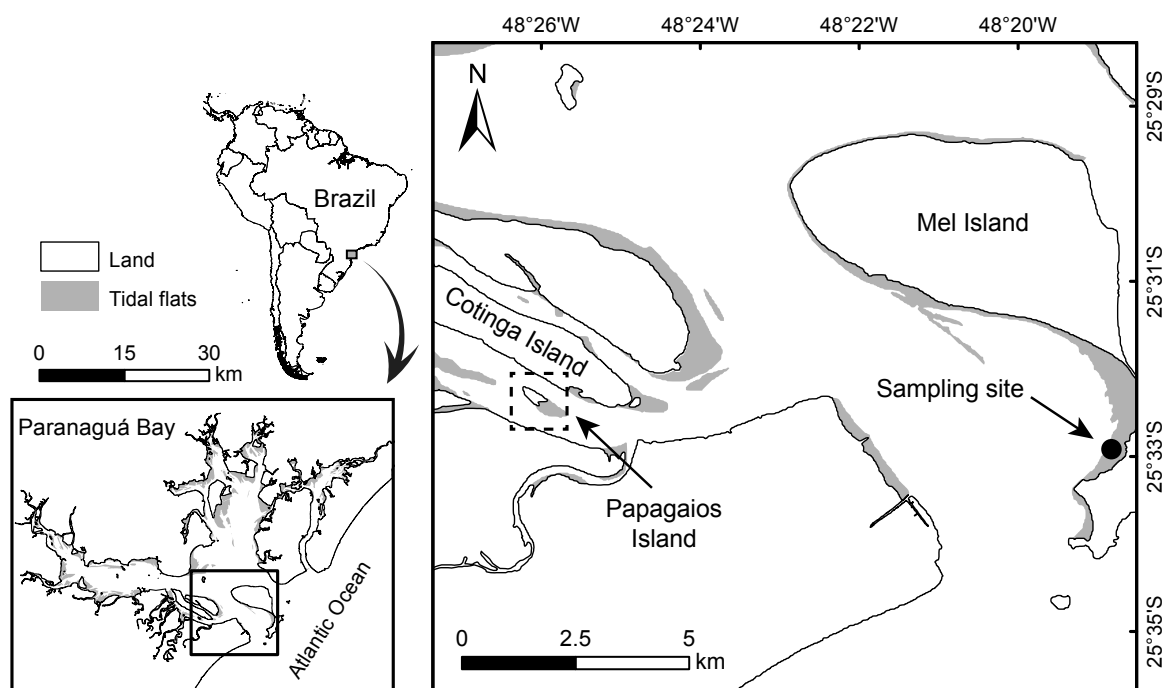 48°26'W
48°24'W
48°22'W
48°20'W
N
25°29'S
Brazil
Mel Island
Land
Tidal flats
25°31'S
Cotinga Island
0 15 30
km
Sampling site
Paranaguá Bay
25°33'S
Papagaios
Island
Atlantic Ocean
25°35'S
0 2.5 5
km